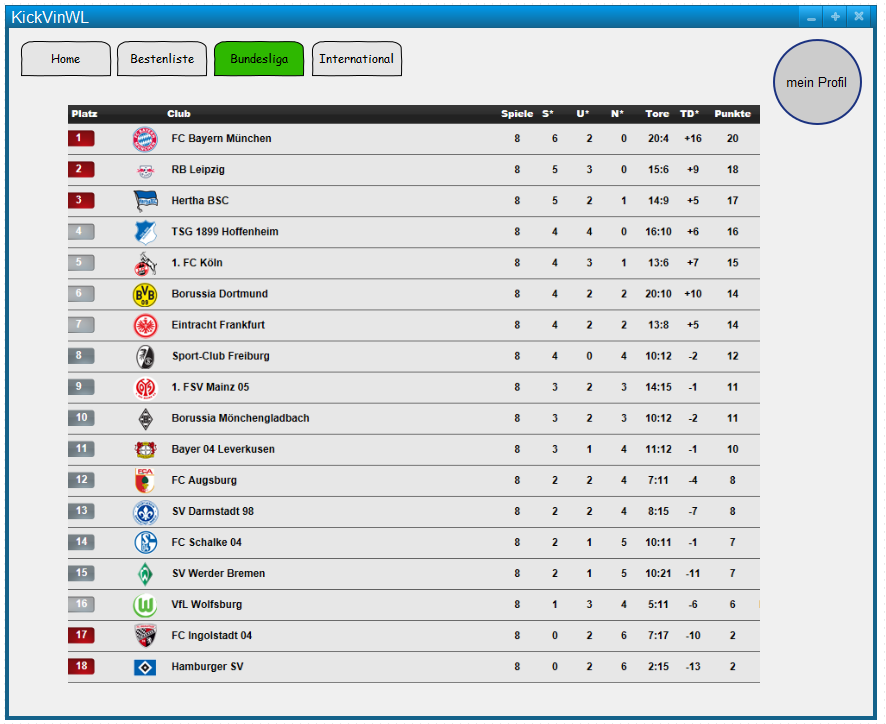 KickVinWL
Home Bestenliste Bundesliga International
mein Profil
Platz Club Spiele S* U* N* Tore TD* Punkte
1 FC Bayern München 8 6 2 0 20:4 +16 20
2 RB Leipzig 8 5 3 0 15:6 +9 18
3 Hertha BSC 8 5 2 1 14:9 +5 17
4 TSG 1899 Hoffenheim 8 4 4 0 16:10 +6 16
5 1. FC Köln 8 4 3 1 13:6 +7 15
6 BVB 09 Borussia Dortmund 8 4 2 2 20:10 +10 14
7 Eintracht Frankfurt 8 4 2 2 13:8 +5 14
8 Sport-Club Freiburg 8 4 0 4 10:12 -2 12
9 1. FSV Mainz 05 8 3 2 3 14:15 -1 11
10 Borussia Mönchengladbach 8 3 2 3 10:12 -2 11
11 Bayer 04 Leverkusen 8 3 1 4 11:12 -1 10
12 FCA FC Augsburg 8 2 2 4 7:11 -4 8
13 SV Darmstadt 98 8 2 2 4 8:15 -7 8
14 FC Schalke 04 8 2 1 5 10:11 -1 7
15 SV Werder Bremen 8 2 1 5 10:21 -11 7
16 VfL Wolfsburg 8 1 3 4 5:11 -6 6
17 FC Ingolstadt 04 8 0 2 6 7:17 -10 2
18 Hamburger SV 8 0 2 6 2:15 -13 2